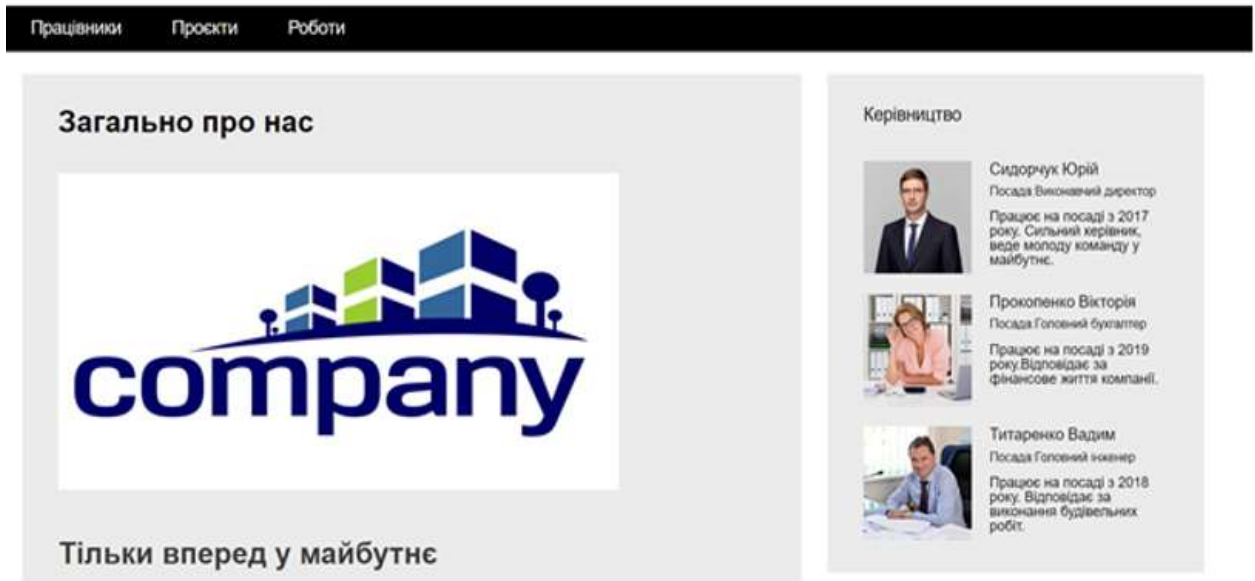 Працівники Проєкти Роботи
Загально про нас
company
Тільки вперед у майбутнє
Керівництво
Сидорчук Юрій
Посада:Виконавчий директор
Працює на посаді з 2017
року. Сильний керівник,
веде молоду команду у
майбутнє.
Прокопенко Вікторія
Посада:Головний бухгалтер
Працює на посаді з 2019
року.Відповідає за
фінансове життя компанії.
Титаренко Вадим
Посада:Головний інженер
Працює на посаді з 2018
року. Відповідає за
виконання будівельних
робіт.